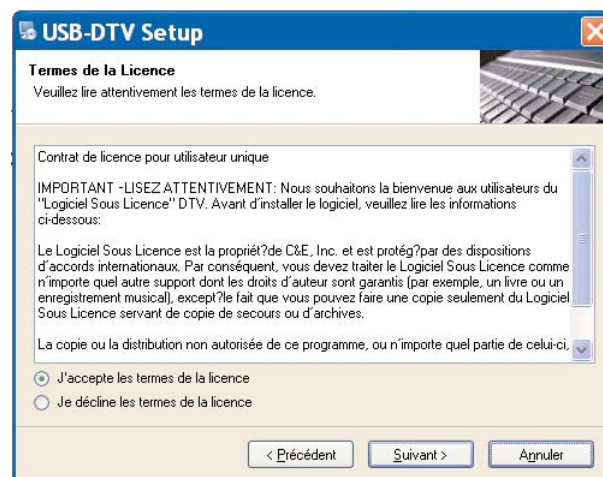 USB-DTV Setup
Termes de la Licence
Veuillez lire attentivement les termes de la licence.
Contrat de licence pour utilisateur unique
IMPORTANT -LISEZ ATTENTIVEMENT: Nous souhaitons la bienvenue aux utilisateurs du
"Logiciel Sous Licence" DTV. Avant d'installer le logiciel, veuillez lire les informations
ci-dessous:
Le Logiciel Sous Licence est la propriét?de C&E, Inc. et est protég?par des dispositions
d'accords internationaux. Par conséquent, vous devez traiter le Logiciel Sous Licence comme
n'importe quel autre support dont les droits d'auteur sont garantis (par exemple, un livre ou un
enregistrement musical), except?le fait que vous pouvez faire une copie seulement du Logiciel
Sous Licence servant de copie de secours ou d'archives.
La copie ou la distribution non autorisée de ce programme, ou n'importe quel partie de celui-ci,
J'accepte les termes de la licence
Je décline les termes de la licence
< Précédent
Suivant >
Annuler